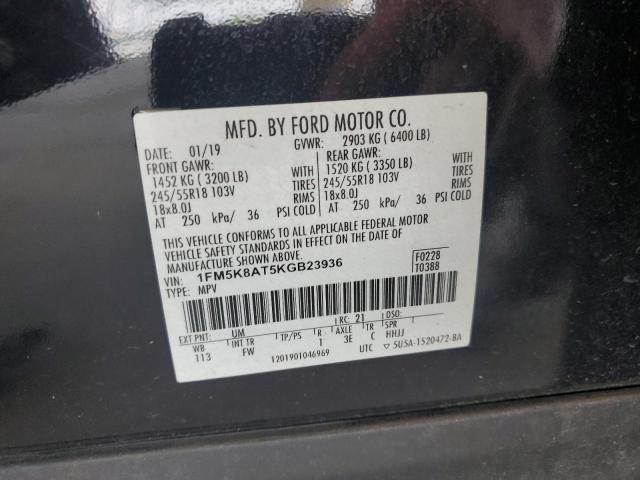 MFD. BY FORD MOTOR CO.
DATE: 01/19 GVWR: 2903 KG ( 6400 LB)
FRONT GAWR: REAR GAWR:
1452 KG ( 3200 LB) WITH 1520 KG ( 3350 LB) WITH
245/55R18 103V TIRES 245/55R18 103V TIRES
18x8.0J RIMS 18x8.0J RIMS
AT 250 kPa/ 36 PSI COLD AT 250 kPa/ 36 PSI COLD
THIS VEHICLE CONFORMS TO ALL APPLICABLE FEDERAL MOTOR
VEHICLE SAFETY STANDARDS IN EFFECT ON THE DATE OF
MANUFACTURE SHOWN ABOVE.
VIN: 1FM5K8AT5KGB23936 F0228
TYPE: MPV T0388
EXT PNT: UM RC: 21
WB INT TR TP/PS R AXLE TR SPR
113 FW 1 3E C HHJJ
1201901046969 UTC 5USA-1520472-BA